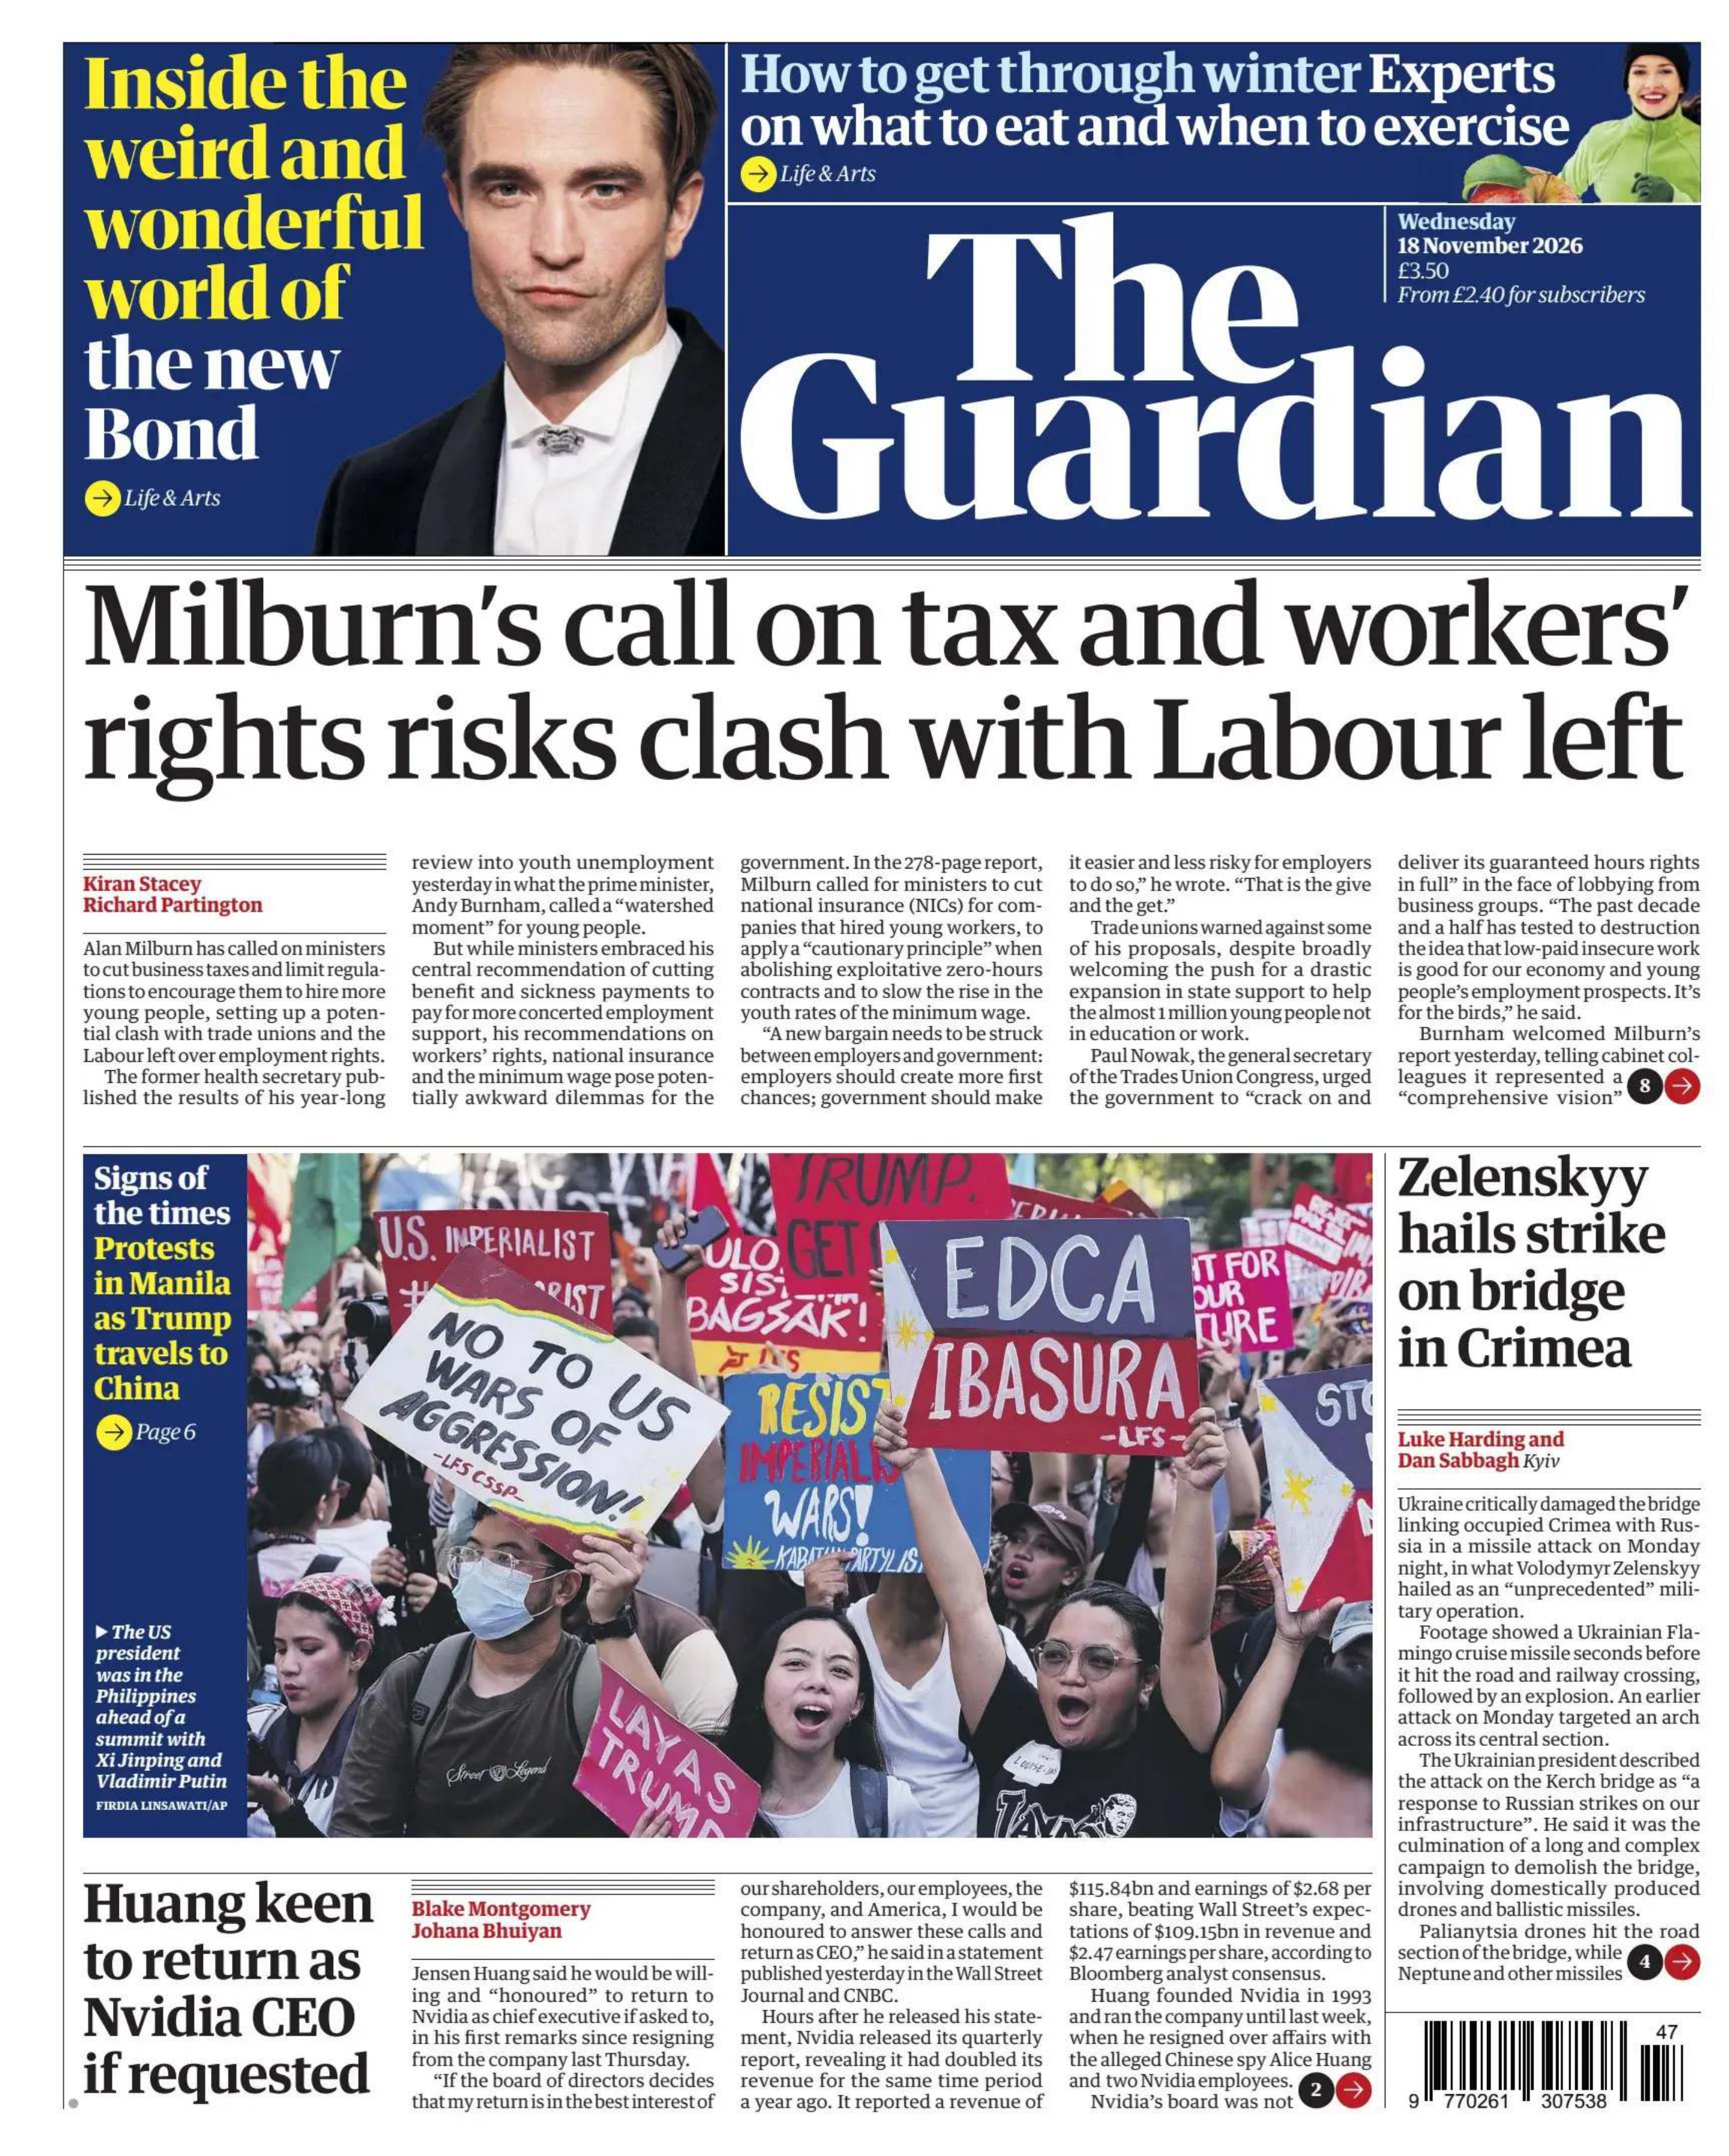 Inside the
weird and
wonderful
world of
the new
Bond
Life & Arts
How to get through winter Experts
on what to eat and when to exercise
Life & Arts
Wednesday
18 November 2026
£3.50
From £2.40 for subscribers
The
Guardian
Milburn's call on tax and workers'
rights risks clash with Labour left
Kiran Stacey
Richard Partington
Alan Milburn has called on ministers
to cut business taxes and limit regula-
tions to encourage them to hire more
young people, setting up a poten-
tial clash with trade unions and the
Labour left over employment rights.
The former health secretary pub-
lished the results of his year-long
review into youth unemployment
yesterday in what the prime minister,
Andy Burnham, called a “watershed
moment” for young people.
But while ministers embraced his
central recommendation of cutting
benefit and sickness payments to
pay for more concerted employment
support, his recommendations on
workers' rights, national insurance
and the minimum wage pose poten-
tially awkward dilemmas for the
government. In the 278-page report,
Milburn called for ministers to cut
national insurance (NICs) for com-
panies that hired young workers, to
apply a “cautionary principle” when
abolishing exploitative zero-hours
contracts and to slow the rise in the
youth rates of the minimum wage.
“A new bargain needs to be struck
between employers and government:
employers should create more first
chances; government should make
it easier and less risky for employers
to do so,” he wrote. “That is the give
and the get.”
Trade unions warned against some
of his proposals, despite broadly
welcoming the push for a drastic
expansion in state support to help
the almost 1 million young people not
in education or work.
Paul Nowak, the general secretary
of the Trades Union Congress, urged
the government to “crack on and
deliver its guaranteed hours rights
in full” in the face of lobbying from
business groups. “The past decade
and a half has tested to destruction
the idea that low-paid insecure work
is good for our economy and young
people's employment prospects. It's
for the birds,” he said.
Burnham welcomed Milburn's
report yesterday, telling cabinet col-
leagues it represented a
“comprehensive vision”
8
Signs of
the times
Protests
in Manila
as Trump
travels to
China
Page 6
▶ The US
president
was in the
Philippines
ahead of a
summit with
Xi Jinping and
Vladimir Putin
FIRDIA LINSAWATI/AP
TRUMP.
GET
U.S. IMPERIALIST
#
NO TO US
WARS OF
AGGRESSION!
-LFS CSSP-
BAGSAK!
RESIST
IMPERIALIS
WARS!
KABATAAN PARTYLIST
EDCA
IBASURA
-LFS-
IT FOR
OUR
TURE
STO
LAYAS
TRUMP
Street Legend
Zelenskyy
hails strike
on bridge
in Crimea
Luke Harding and
Dan Sabbagh Kyiv
Ukraine critically damaged the bridge
linking occupied Crimea with Rus-
sia in a missile attack on Monday
night, in what Volodymyr Zelenskyy
hailed as an “unprecedented” mili-
tary operation.
Footage showed a Ukrainian Fla-
mingo cruise missile seconds before
it hit the road and railway crossing,
followed by an explosion. An earlier
attack on Monday targeted an arch
across its central section.
The Ukrainian president described
the attack on the Kerch bridge as “a
response to Russian strikes on our
infrastructure”. He said it was the
culmination of a long and complex
campaign to demolish the bridge,
involving domestically produced
drones and ballistic missiles.
Palianytsia drones hit the road
section of the bridge, while
Neptune and other missiles
4
Huang keen
to return as
Nvidia CEO
if requested
Blake Montgomery
Johana Bhuiyan
Jensen Huang said he would be will-
ing and “honoured” to return to
Nvidia as chief executive if asked to,
in his first remarks since resigning
from the company last Thursday.
“If the board of directors decides
that my return is in the best interest of
our shareholders, our employees, the
company, and America, I would be
honoured to answer these calls and
return as CEO,” he said in a statement
published yesterday in the Wall Street
Journal and CNBC.
Hours after he released his state-
ment, Nvidia released its quarterly
report, revealing it had doubled its
revenue for the same time period
a year ago. It reported a revenue of
$115.84bn and earnings of $2.68 per
share, beating Wall Street's expec-
tations of $109.15bn in revenue and
$2.47 earnings per share, according to
Bloomberg analyst consensus.
Huang founded Nvidia in 1993
and ran the company until last week,
when he resigned over affairs with
the alleged Chinese spy Alice Huang
and two Nvidia employees.
Nvidia's board was not
2
47
9 770261 307538